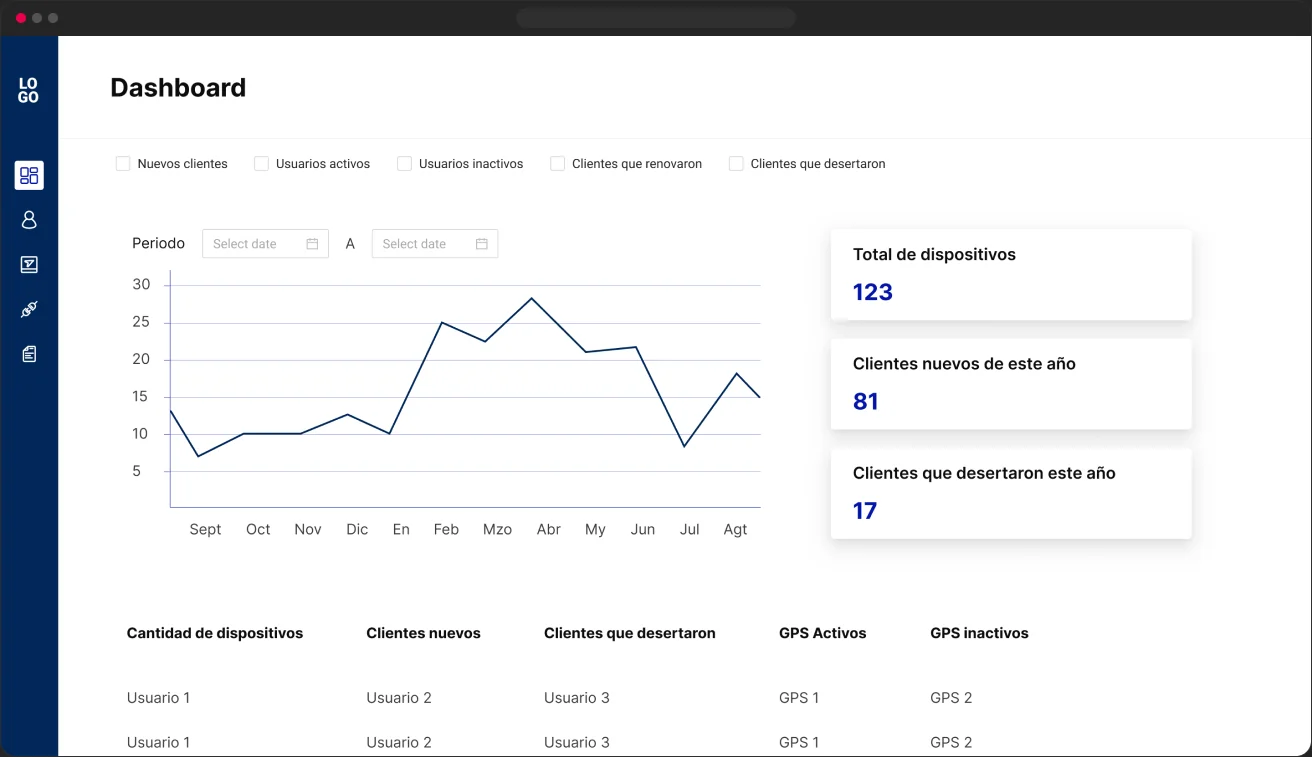 LO
GO
Dashboard
Nuevos clientes Usuarios activos Usuarios inactivos Clientes que renovaron Clientes que desertaron
Periodo Select date A Select date
30
25
20
15
10
5
Sept Oct Nov Dic En Feb Mzo Abr My Jun Jul Agt
Total de dispositivos
123
Clientes nuevos de este año
81
Clientes que desertaron este año
17
Cantidad de dispositivos Clientes nuevos Clientes que desertaron GPS Activos GPS inactivos
Usuario 1 Usuario 2 Usuario 3 GPS 1 GPS 2
Usuario 1 Usuario 2 Usuario 3 GPS 1 GPS 2